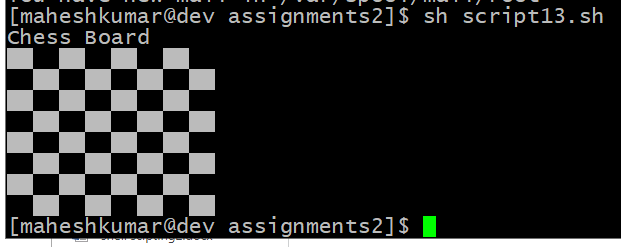 [maheshkumar@dev assignments2]$ sh script13.sh
Chess Board
[maheshkumar@dev assignments2]$